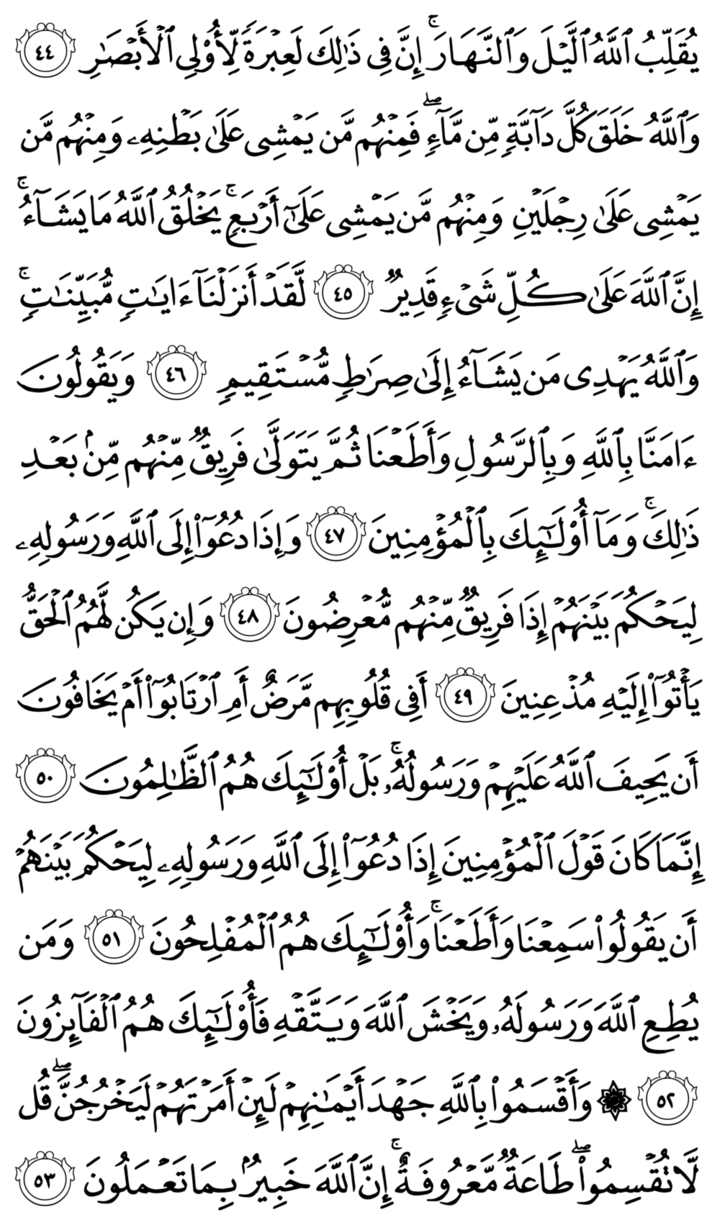 يُقَلِّبُ ٱللَّهُ ٱلَّيْلَ وَٱلنَّهَارَۚ إِنَّ فِى ذَٰلِكَ لَعِبْرَةً لِّأُو۟لِى ٱلْأَبْصَٰرِ ٤٤
وَٱللَّهُ خَلَقَ كُلَّ دَآبَّةٍ مِّن مَّآءٍۖ فَمِنْهُم مَّن يَمْشِى عَلَىٰ بَطْنِهِۦ وَمِنْهُم مَّن
يَمْشِى عَلَىٰ رِجْلَيْنِ وَمِنْهُم مَّن يَمْشِى عَلَىٰٓ أَرْبَعٍۚ يَخْلُقُ ٱللَّهُ مَا يَشَآءُۚ
إِنَّ ٱللَّهَ عَلَىٰ كُلِّ شَىْءٍ قَدِيرٌ ٤٥ لَّقَدْ أَنزَلْنَآ ءَايَٰتٍ مُّبَيِّنَٰتٍۚ
وَٱللَّهُ يَهْدِى مَن يَشَآءُ إِلَىٰ صِرَٰطٍ مُّسْتَقِيمٍ ٤٦ وَيَقُولُونَ
ءَامَنَّا بِٱللَّهِ وَبِٱلرَّسُولِ وَأَطَعْنَا ثُمَّ يَتَوَلَّىٰ فَرِيقٌ مِّنْهُم مِّنۢ بَعْدِ
ذَٰلِكَۚ وَمَآ أُو۟لَٰٓئِكَ بِٱلْمُؤْمِنِينَ ٤٧ وَإِذَا دُعُوٓا۟ إِلَى ٱللَّهِ وَرَسُولِهِۦ
لِيَحْكُمَ بَيْنَهُمْ إِذَا فَرِيقٌ مِّنْهُم مُّعْرِضُونَ ٤٨ وَإِن يَكُن لَّهُمُ ٱلْحَقُّ
يَأْتُوٓا۟ إِلَيْهِ مُذْعِنِينَ ٤٩ أَفِى قُلُوبِهِم مَّرَضٌ أَمِ ٱرْتَابُوٓا۟ أَمْ يَخَافُونَ
أَن يَحِيفَ ٱللَّهُ عَلَيْهِمْ وَرَسُولُهُۥۚ بَلْ أُو۟لَٰٓئِكَ هُمُ ٱلظَّٰلِمُونَ ٥٠
إِنَّمَا كَانَ قَوْلَ ٱلْمُؤْمِنِينَ إِذَا دُعُوٓا۟ إِلَى ٱللَّهِ وَرَسُولِهِۦ لِيَحْكُمَ بَيْنَهُمْ
أَن يَقُولُوا۟ سَمِعْنَا وَأَطَعْنَاۚ وَأُو۟لَٰٓئِكَ هُمُ ٱلْمُفْلِحُونَ ٥١ وَمَن
يُطِعِ ٱللَّهَ وَرَسُولَهُۥ وَيَخْشَ ٱللَّهَ وَيَتَّقْهِ فَأُو۟لَٰٓئِكَ هُمُ ٱلْفَآئِزُونَ
٥٢ ۞ وَأَقْسَمُوا۟ بِٱللَّهِ جَهْدَ أَيْمَٰنِهِمْ لَئِنْ أَمَرْتَهُمْ لَيَخْرُجُنَّۖ قُل
لَّا تُقْسِمُوا۟ۖ طَاعَةٌ مَّعْرُوفَةٌۚ إِنَّ ٱللَّهَ خَبِيرٌۢ بِمَا تَعْمَلُونَ ٥٣